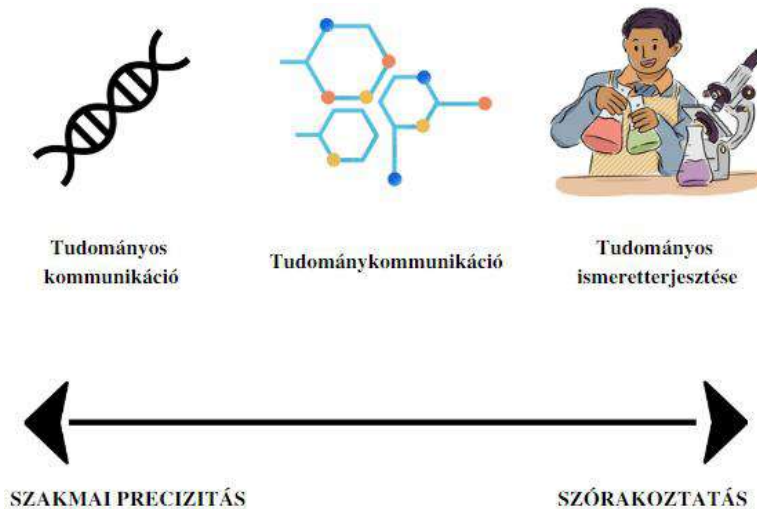 Tudományos
kommunikáció
Tudománykommunikáció
Tudományos
ismeretterjesztése
SZAKMAI PRECIZITÁS
SZÓRAKOZTATÁS